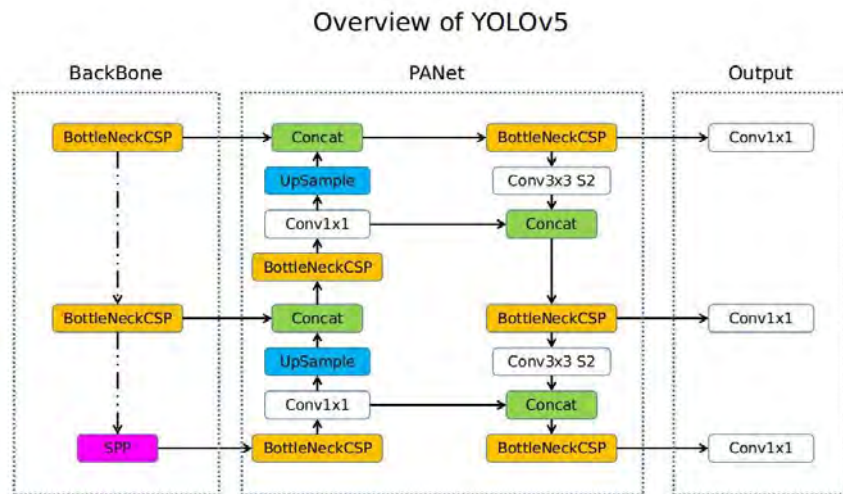 Overview of YOLOv5
BackBone
PANet
Output
BottleNeckCSP
Concat
BottleNeckCSP
Conv1x1
UpSample
Conv3x3 S2
Conv1x1
Concat
BottleNeckCSP
BottleNeckCSP
Concat
BottleNeckCSP
Conv1x1
UpSample
Conv3x3 S2
Conv1x1
Concat
SPP
BottleNeckCSP
BottleNeckCSP
Conv1x1